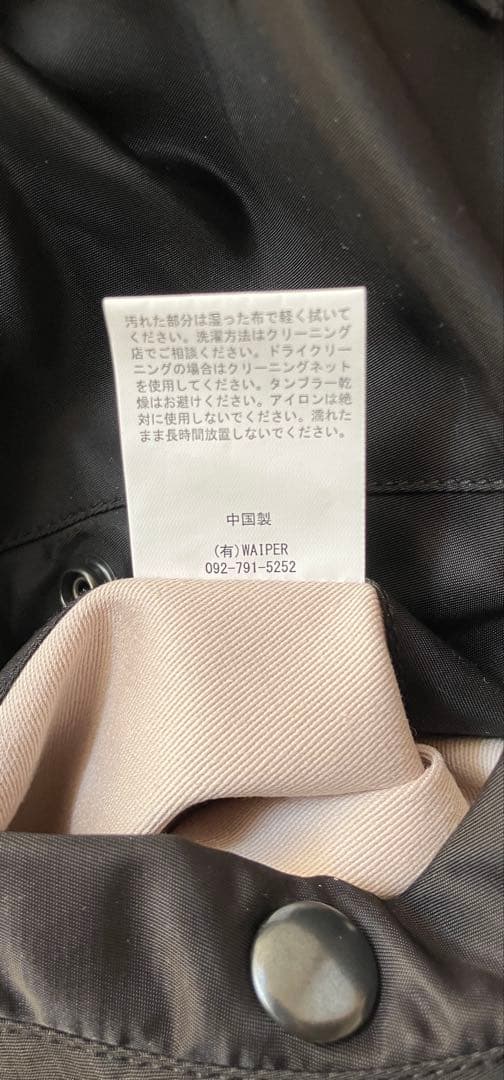 汚れた部分は湿った布で軽く拭いて
ください。洗濯方法はクリーニング
店でご相談ください。ドライクリー
ニングの場合はクリーニングネット
を使用してください。タンブラー乾
燥はお避けください。アイロンは絶
対に使用しないでください。濡れた
まま長時間放置しないでください。
中国製
(有)WAIPER
092-791-5252